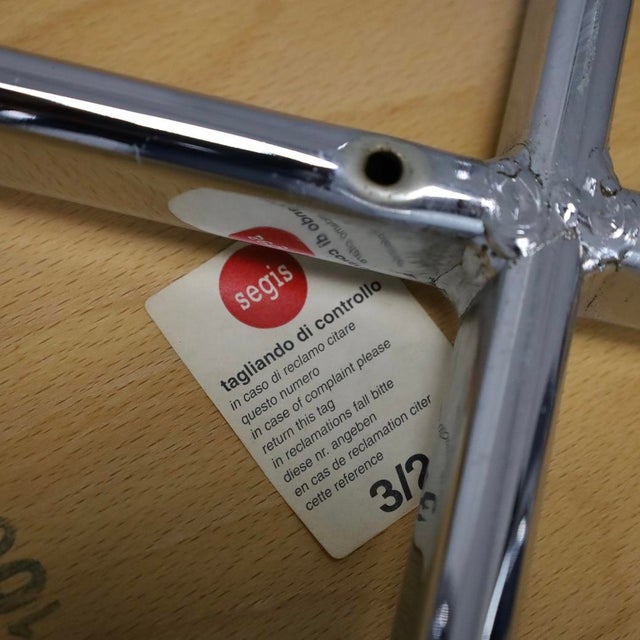 segis
tagliando di controllo
in caso di reclamo citare
questo numero
in case of complaint please
return this tag
in reclamations fall bitte
diese nr. angeben
en cas de reclamation citer
cette reference
3/2